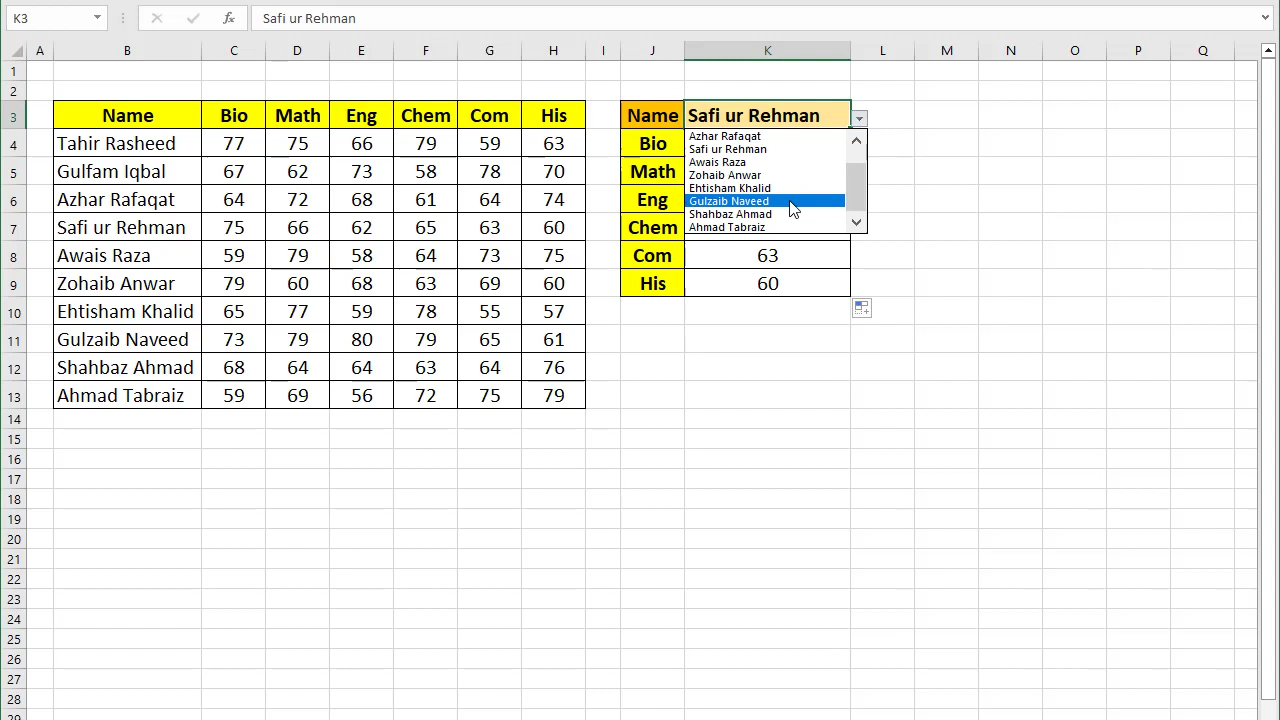 K3 fx Safi ur Rehman
A B C D E F G H I J K L M N O P Q
1
2
3 Name Bio Math Eng Chem Com His Name Safi ur Rehman
4 Tahir Rasheed 77 75 66 79 59 63 Bio
5 Gulfam Iqbal 67 62 73 58 78 70 Math
6 Azhar Rafaqat 64 72 68 61 64 74 Eng
7 Safi ur Rehman 75 66 62 65 63 60 Chem
Azhar Rafaqat
Safi ur Rehman
Awais Raza
Zohaib Anwar
Ehtisham Khalid
Gulzaib Naveed
Shahbaz Ahmad
Ahmad Tabraiz
8 Awais Raza 59 79 58 64 73 75 Com 63
9 Zohaib Anwar 79 60 68 63 69 60 His 60
10 Ehtisham Khalid 65 77 59 78 55 57
11 Gulzaib Naveed 73 79 80 79 65 61
12 Shahbaz Ahmad 68 64 64 63 64 76
13 Ahmad Tabraiz 59 69 56 72 75 79
14
15
16
17
18
19
20
21
22
23
24
25
26
27
28
29